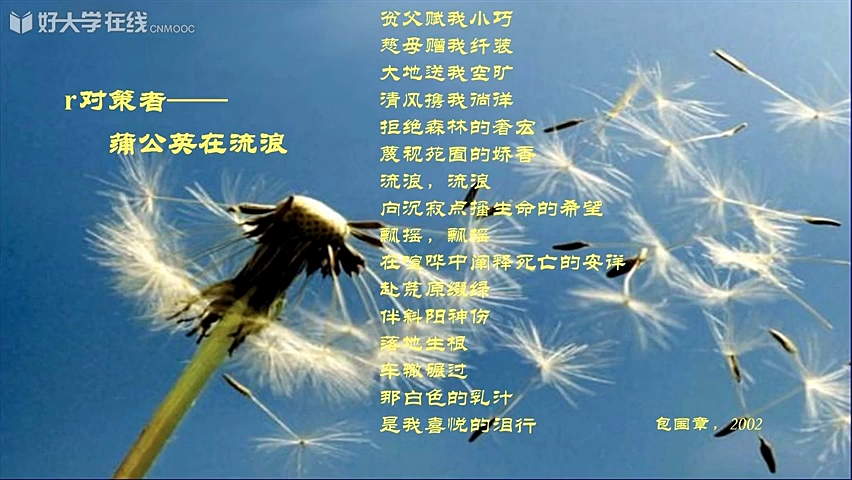 好大学在线
CNMOOC
r对策者——
蒲公英在流浪
贫父赋我小巧
慈母赠我纤装
大地送我空旷
清风携我徜徉
拒绝森林的奢宏
蔑视苑囿的娇香
流浪，流浪
向沉寂点播生命的希望
飘摇，飘摇
在喧哗中阐释死亡的安详
赴荒原缀绿
伴斜阳神伤
落地生根
车辙碾过
那白色的乳汁
是我喜悦的泪行
包国章，2002